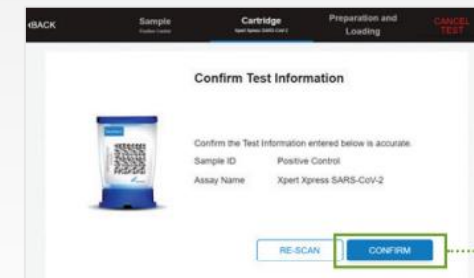 BACK
Sample
Positive Control
Cartridge
Xpert Xpress SARS-CoV-2
Preparation and
Loading
CANCEL
TEST
Confirm Test Information
Confirm the Test Information entered below is accurate.
Sample ID Positive Control
Assay Name Xpert Xpress SARS-CoV-2
RE-SCAN
CONFIRM